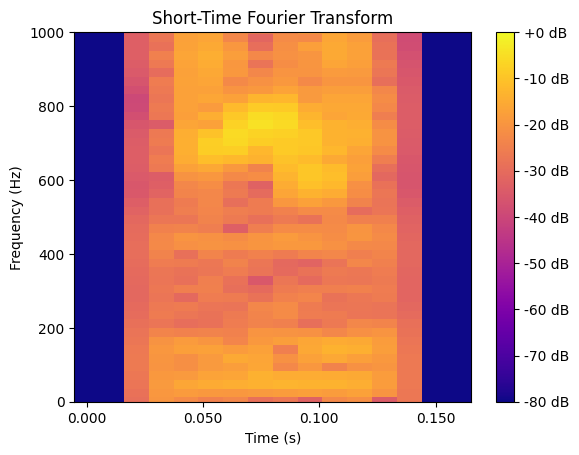 Short-Time Fourier Transform
1000
800
600
400
200
0
Frequency (Hz)
0.000
0.050
0.100
0.150
Time (s)
+0 dB
-10 dB
-20 dB
-30 dB
-40 dB
-50 dB
-60 dB
-70 dB
-80 dB